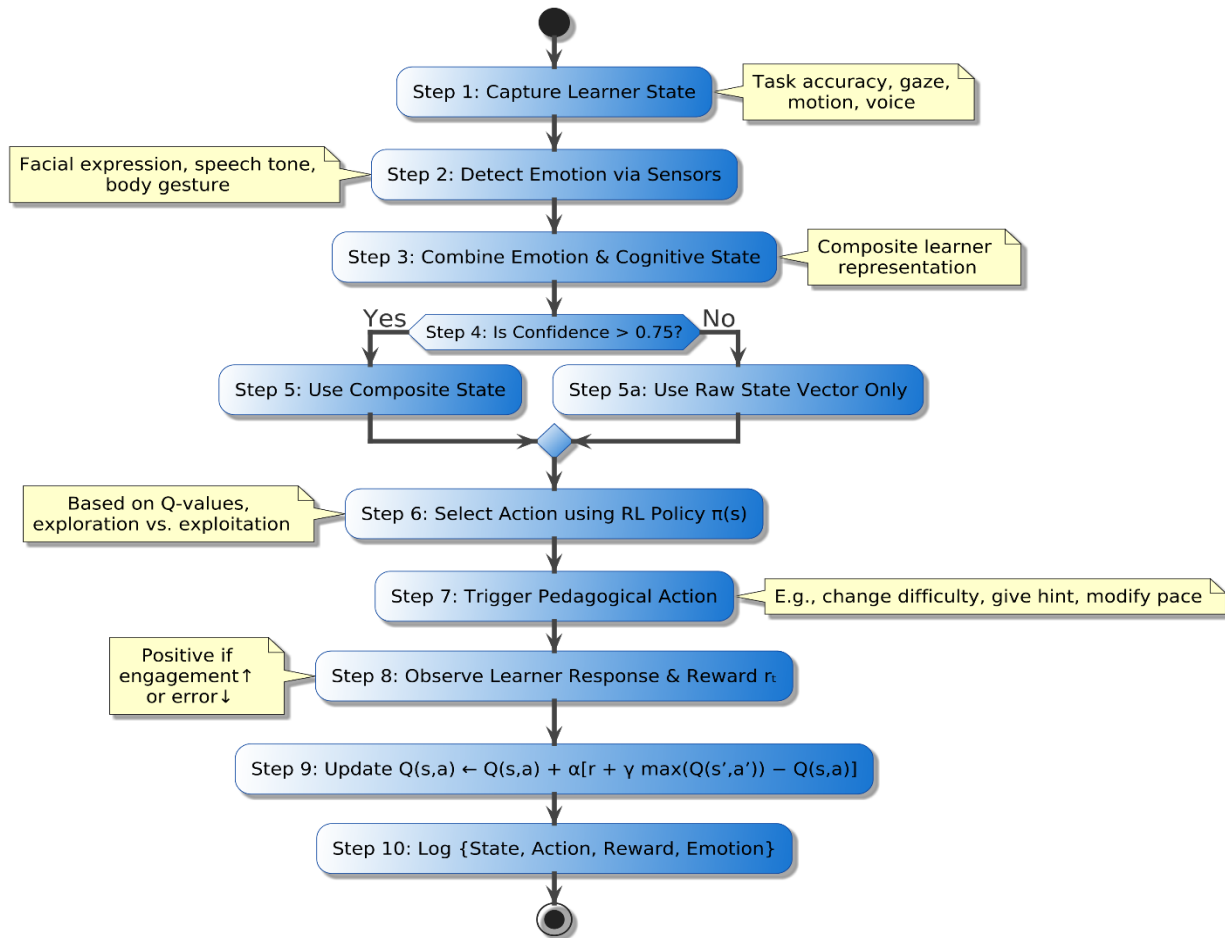 Step 1: Capture Learner State
Task accuracy, gaze,
motion, voice
Facial expression, speech tone,
body gesture
Step 2: Detect Emotion via Sensors
Step 3: Combine Emotion & Cognitive State
Composite learner
representation
Yes
Step 4: Is Confidence > 0.75?
No
Step 5: Use Composite State
Step 5a: Use Raw State Vector Only
Based on Q-values,
exploration vs. exploitation
Step 6: Select Action using RL Policy π(s)
Step 7: Trigger Pedagogical Action
E.g., change difficulty, give hint, modify pace
Positive if
engagement↑
or error↓
Step 8: Observe Learner Response & Reward rₜ
Step 9: Update Q(s,a) ← Q(s,a) + α[r + γ max(Q(s’,a’)) − Q(s,a)]
Step 10: Log {State, Action, Reward, Emotion}